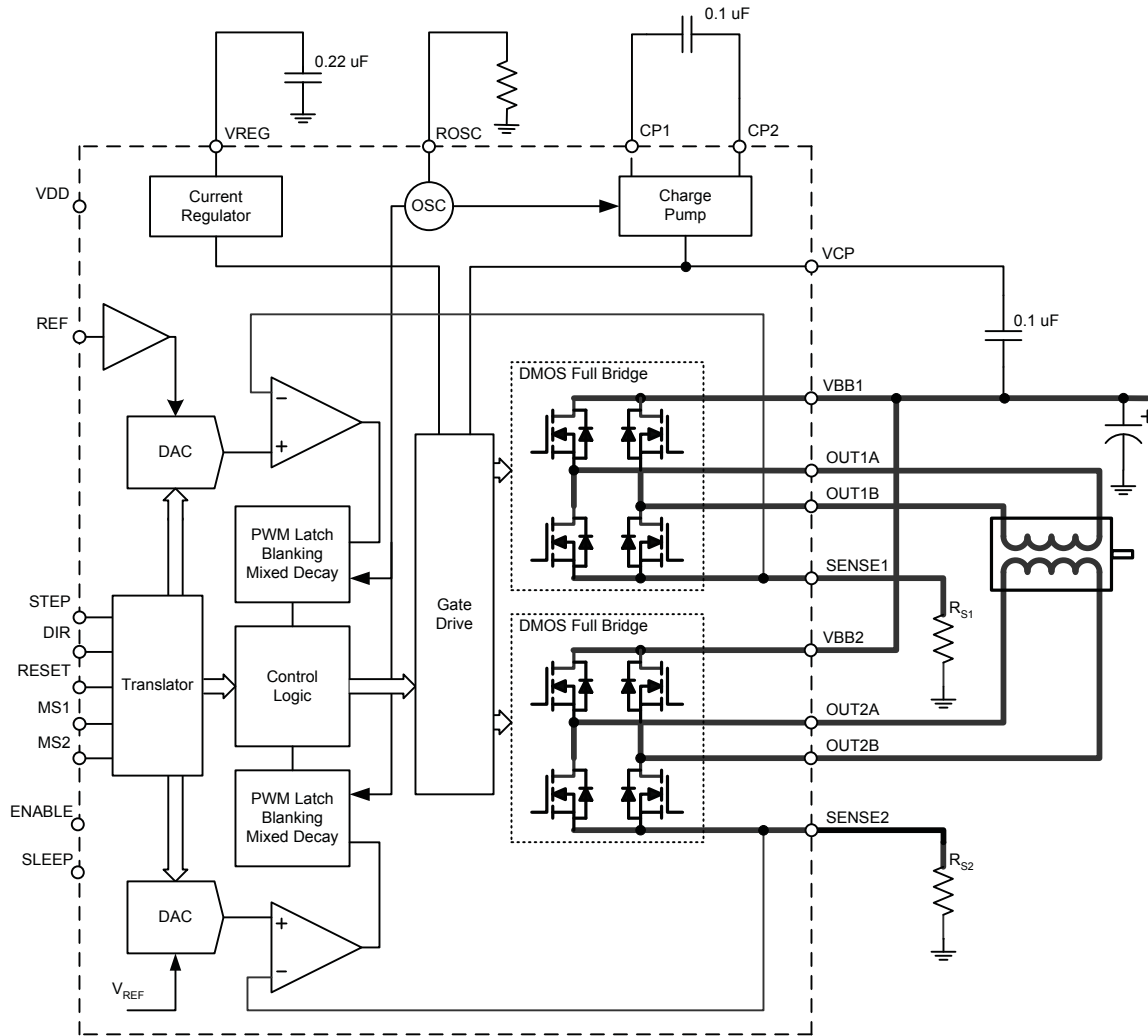 0.1 uF
0.22 uF
VREG
ROSC
CP1
CP2
VDD
Current
Regulator
OSC
Charge
Pump
VCP
REF
0.1 uF
DMOS Full Bridge
VBB1
−
+
+
DAC
OUT1A
OUT1B
PWM Latch
Blanking
Mixed Decay
SENSE1
STEP
DIR
RESET
MS1
MS2
Translator
Control
Logic
Gate
Drive
RS1
DMOS Full Bridge
VBB2
OUT2A
OUT2B
ENABLE
SLEEP
PWM Latch
Blanking
Mixed Decay
SENSE2
RS2
DAC
+
−
VREF